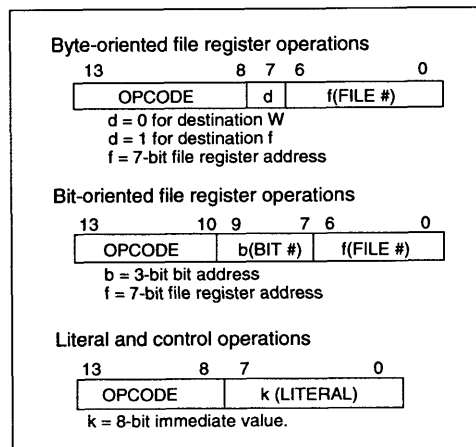 Byte-oriented file register operations
13 8 7 6 0
OPCODE d f(FILE #)
d = 0 for destination W
d = 1 for destination f
f = 7-bit file register address
Bit-oriented file register operations
13 10 9 7 6 0
OPCODE b(BIT #) f(FILE #)
b = 3-bit bit address
f = 7-bit file register address
Literal and control operations
13 8 7 0
OPCODE k (LITERAL)
k = 8-bit immediate value.